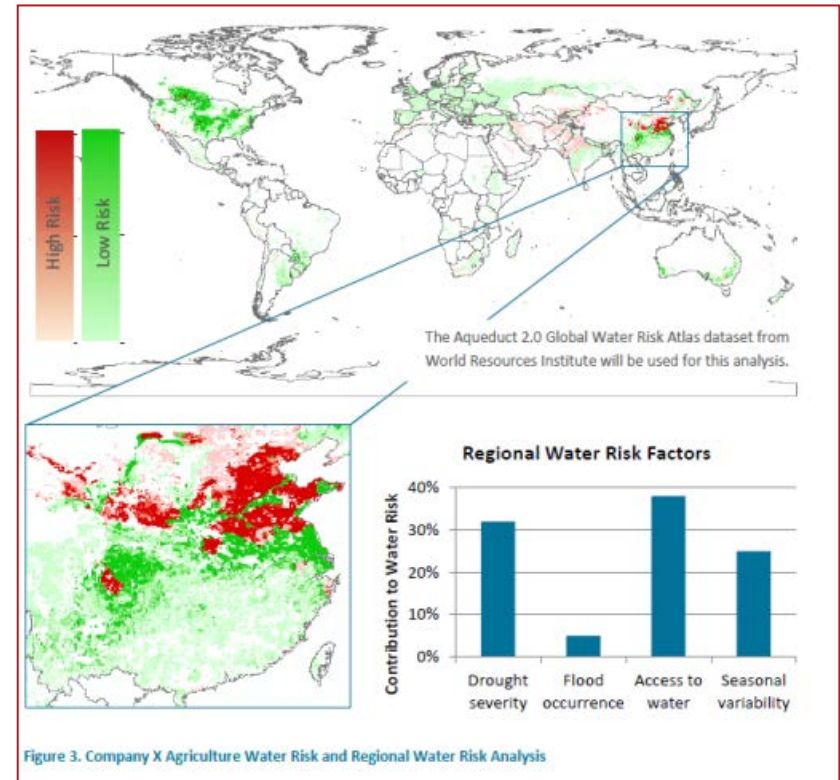 High Risk
Low Risk
The Aqueduct 2.0 Global Water Risk Atlas dataset from
World Resources Institute will be used for this analysis.
Regional Water Risk Factors
Contribution to Water Risk
40%
30%
20%
10%
0%
Drought severity
Flood occurrence
Access to water
Seasonal variability
Figure 3. Company X Agriculture Water Risk and Regional Water Risk Analysis